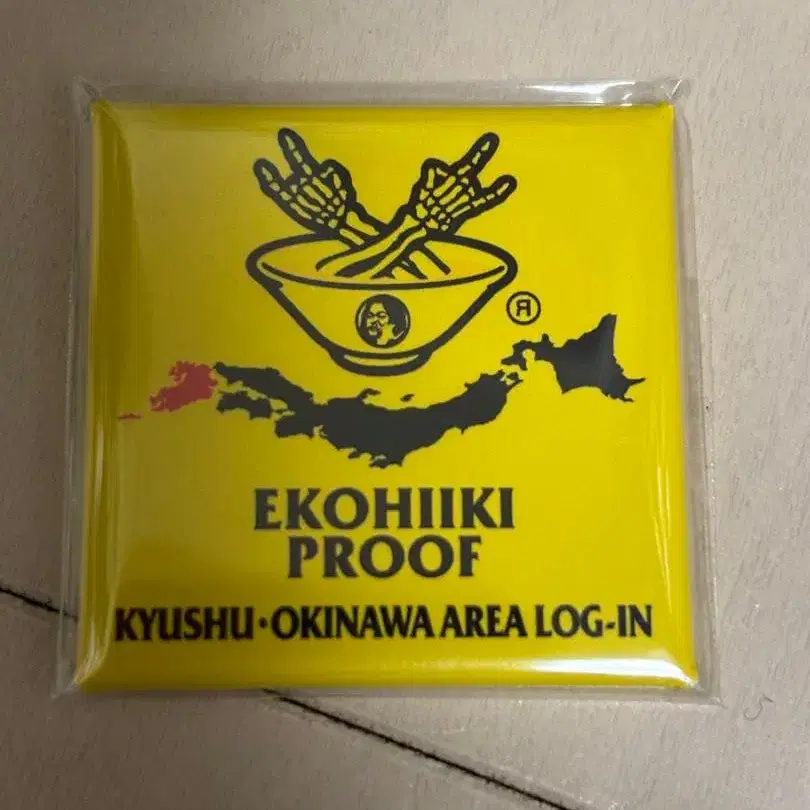 Я
EKOHIIKI
PROOF
KYUSHU・OKINAWA AREA LOG-IN